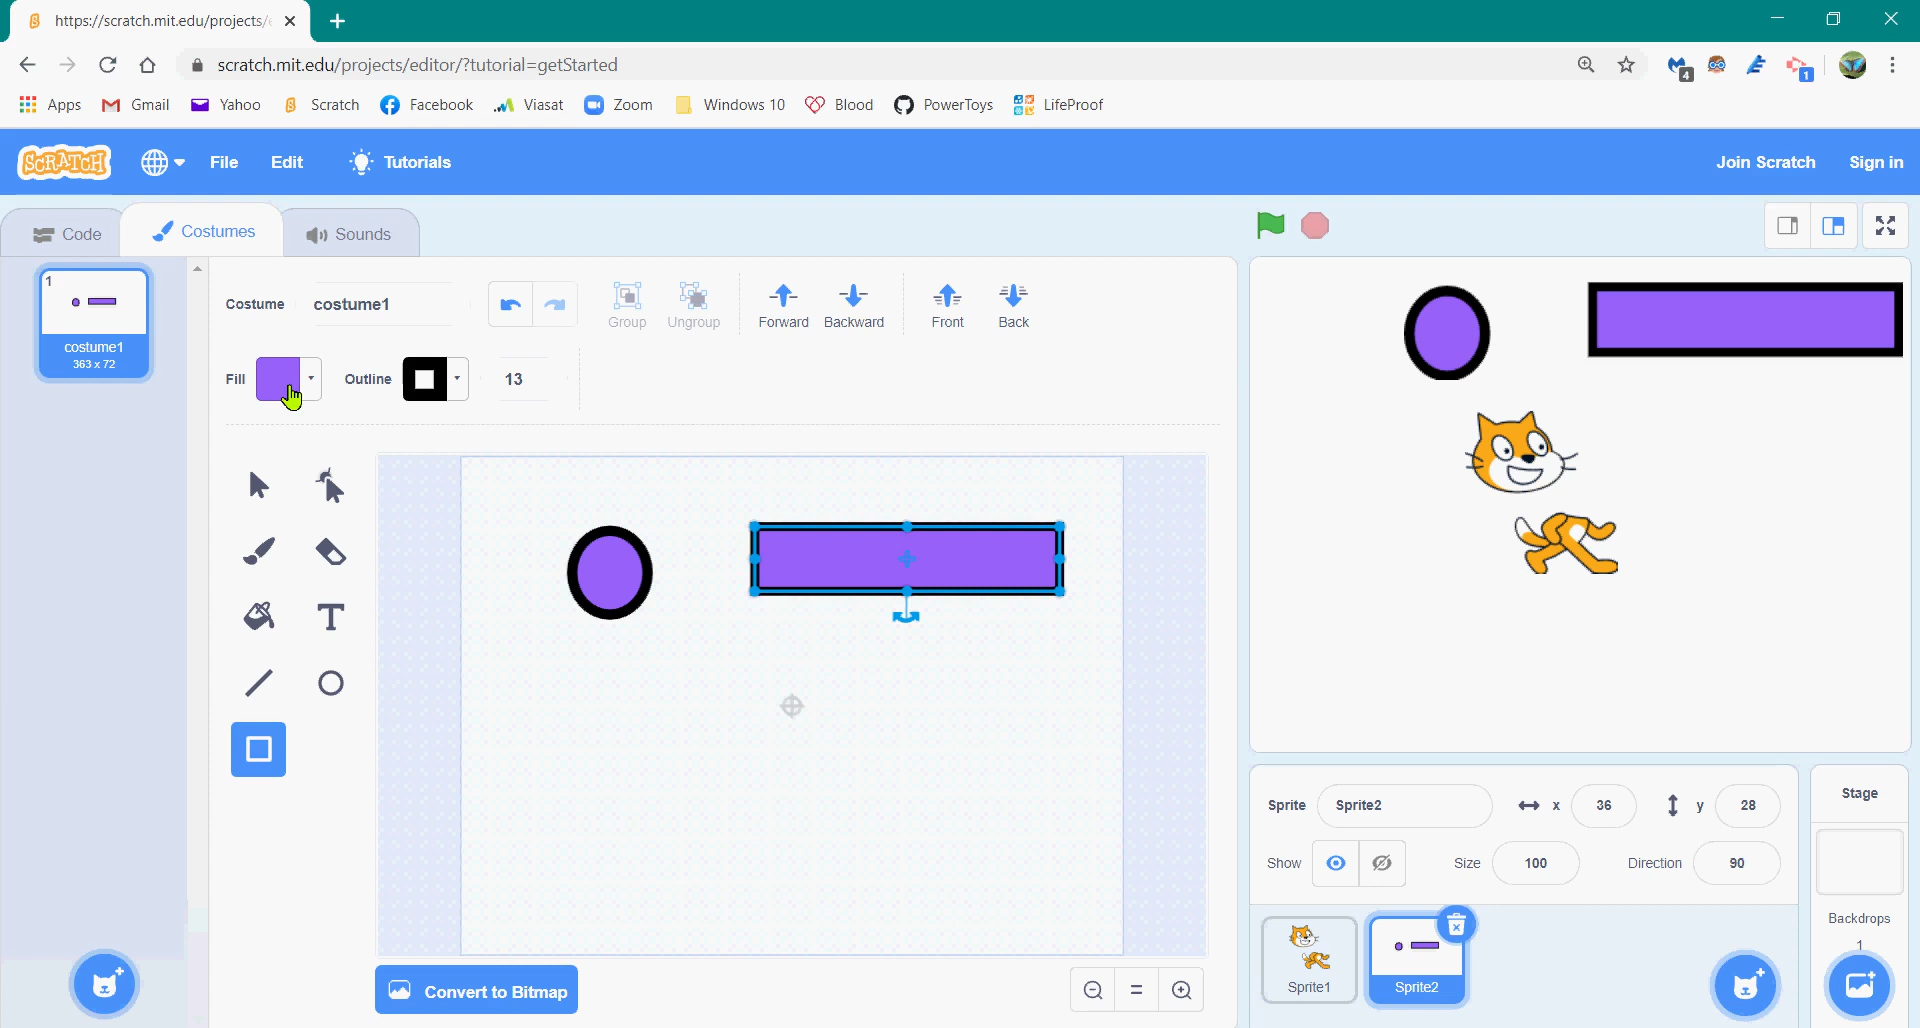 https://scratch.mit.edu/projects/
scratch.mit.edu/projects/editor/?tutorial=getStarted
4
1
Apps Gmail Yahoo Scratch Facebook Viasat Zoom Windows 10 Blood PowerToys LifeProof
SCRATCH File Edit Tutorials Join Scratch Sign in
Code Costumes Sounds
1
costume1
363 x 72
Costume costume1
Group Ungroup Forward Backward Front Back
Fill Outline 13
T
Convert to Bitmap
=
Sprite Sprite2 x 36 y 28
Show Size 100 Direction 90
Sprite1 Sprite2
Stage
Backdrops
1